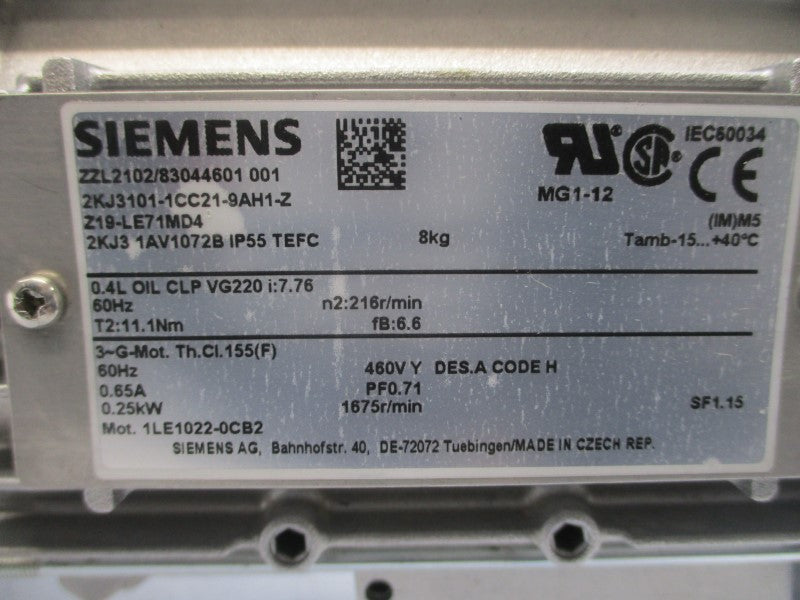 SIEMENS
ZZL2102/83044601 001
2KJ3101-1CC21-9AH1-Z
Z19-LE71MD4
2KJ3 1AV1072B IP55 TEFC 8kg
RU ® SA ® IEC60034
CE
MG1-12
(IM)M5
Tamb-15...+40°C
0.4L OIL CLP VG220 i:7.76
60Hz n2:216r/min
T2:11.1Nm fB:6.6
3~G-Mot. Th.Cl.155(F)
60Hz 460V Y DES.A CODE H
0.65A PF0.71
0.25kW 1675r/min SF1.15
Mot. 1LE1022-0CB2
SIEMENS AG, Bahnhofstr. 40, DE-72072 Tuebingen/MADE IN CZECH REP.